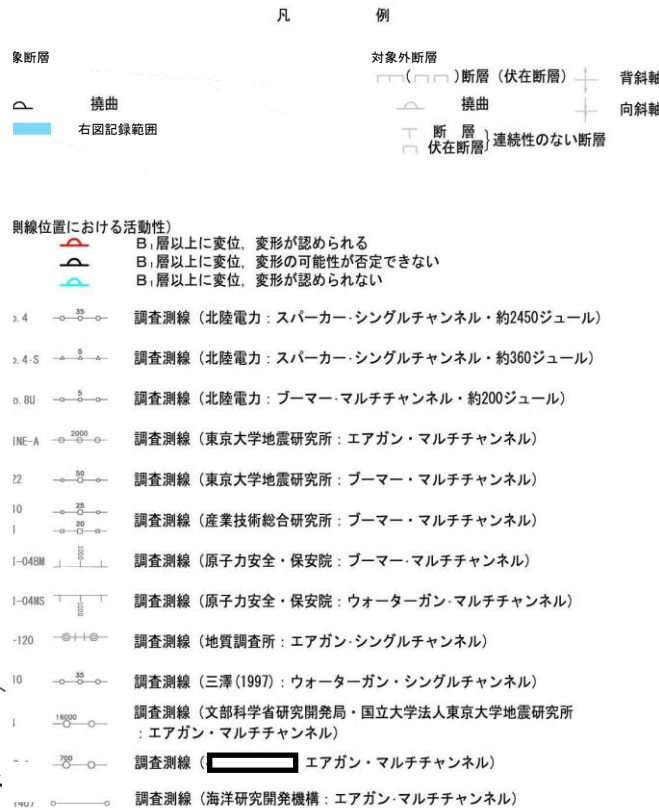 凡 例
象断層
撓曲
右図記録範囲
対象外断層
( )断層(伏在断層)
背斜軸
撓曲
向斜軸
断 層
伏在断層
}連続性のない断層
測線位置における活動性)
B₁層以上に変位,変形が認められる
B₁層以上に変位,変形の可能性が否定できない
B₁層以上に変位,変形が認められない
o. 4 35 調査測線(北陸電力:スパーカー・シングルチャンネル・約2450ジュール)
o. 4-S 5 調査測線(北陸電力:スパーカー・シングルチャンネル・約360ジュール)
o. 8U 5 調査測線(北陸電力:ブーマー・マルチチャンネル・約200ジュール)
INE-A 2000 調査測線(東京大学地震研究所:エアガン・マルチチャンネル)
22 50 調査測線(東京大学地震研究所:ブーマー・マルチチャンネル)
10 25
20 調査測線(産業技術総合研究所:ブーマー・マルチチャンネル)
-04BM 1000 調査測線(原子力安全・保安院:ブーマー・マルチチャンネル)
-04MS 1000 調査測線(原子力安全・保安院:ウォーターガン・マルチチャンネル)
-120 調査測線(地質調査所:エアガン・シングルチャンネル)
10 35 調査測線(三澤(1997):ウォーターガン・シングルチャンネル)
16000 調査測線(文部科学省研究開発局・国立大学法人東京大学地震研究所
:エアガン・マルチチャンネル)
700 調査測線( エアガン・マルチチャンネル)
1407 調査測線(海洋研究開発機構:エアガン・マルチチャンネル)